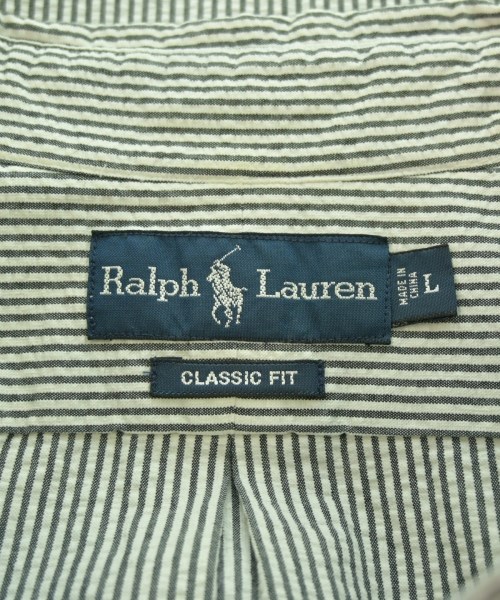 Ralph Lauren
MADE IN
CHINA
L
CLASSIC FIT